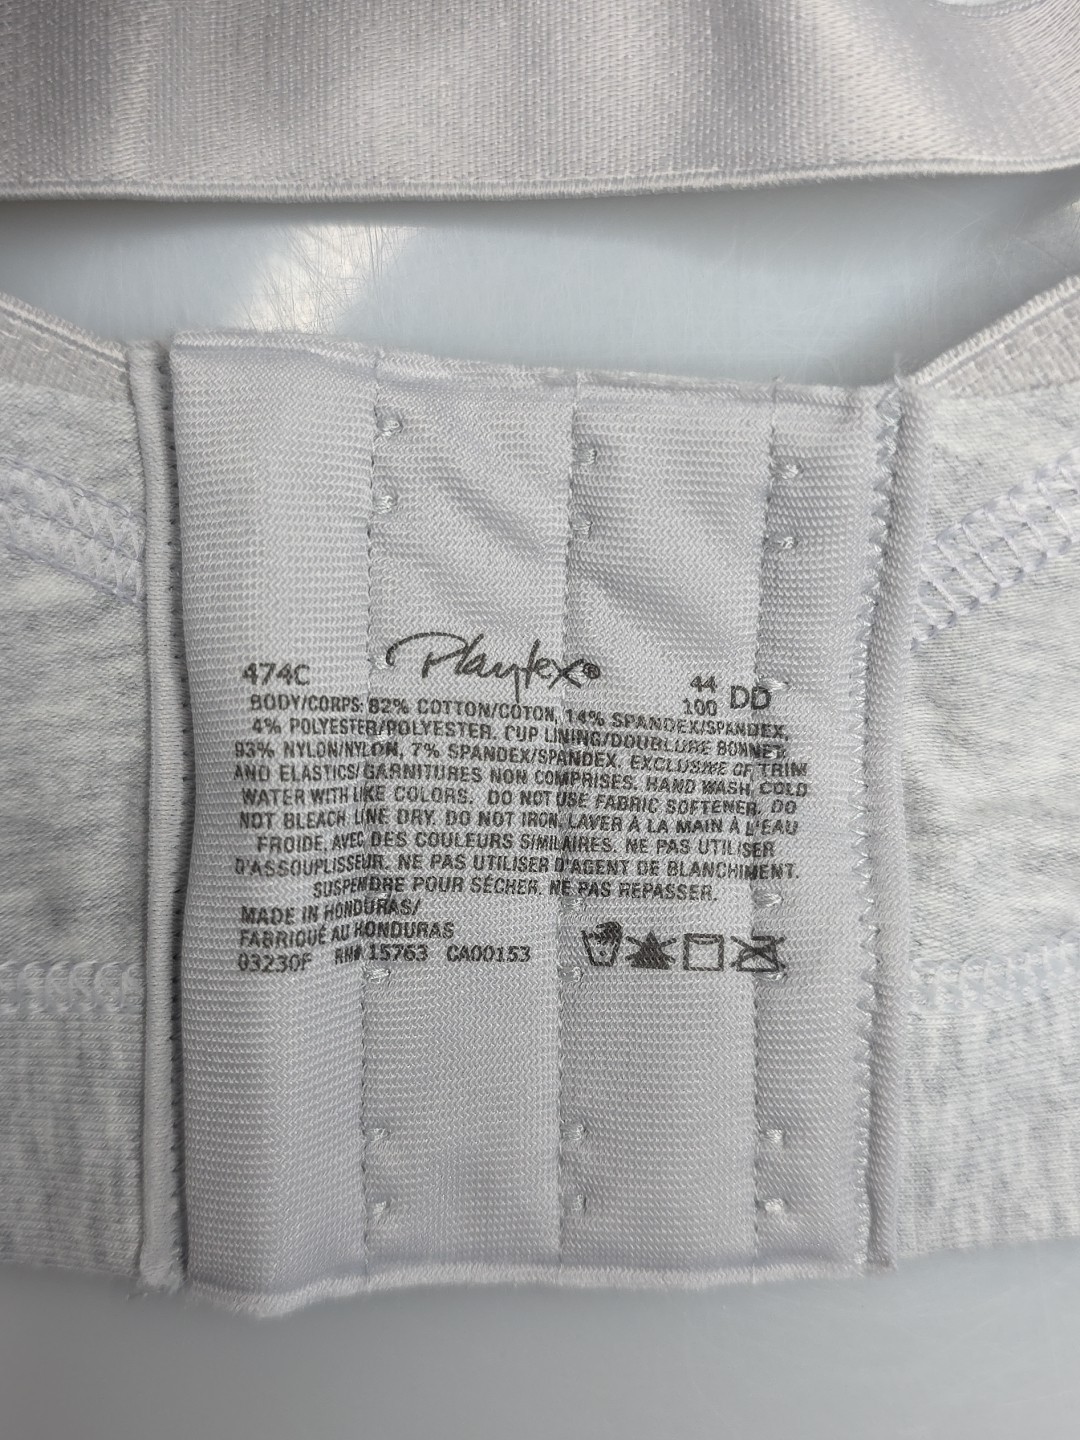 Playtex®
474C
44
100 DD
BODY/CORPS: 82% COTTON/COTON, 14% SPANDEX/SPANDEX,
4% POLYESTER/POLYESTER. CUP LINING/DOUBLURE BONNET,
93% NYLON/NYLON, 7% SPANDEX/SPANDEX, EXCLUSIVE OF TRIM
AND ELASTICS/GARNITURES NON COMPRISES. HAND WASH, COLD
WATER WITH LIKE COLORS. DO NOT USE FABRIC SOFTENER. DO
NOT BLEACH LINE DRY. DO NOT IRON. LAVER À LA MAIN À L'EAU
FROIDE, AVEC DES COULEURS SIMILAIRES. NE PAS UTILISER
D'ASSOUPLISSEUR. NE PAS UTILISER D'AGENT DE BLANCHIMENT.
SUSPENDRE POUR SÉCHER. NE PAS REPASSER.
MADE IN HONDURAS/
FABRIQUÉ AU HONDURAS
03230F RN# 15763 CA00153